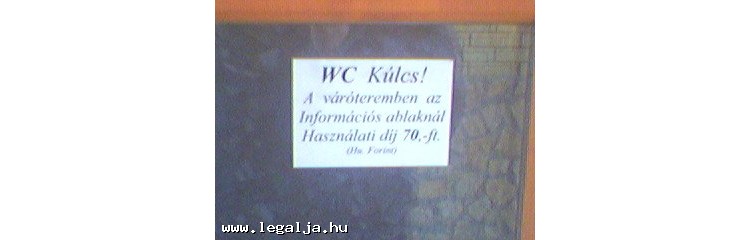 WC Kúlcs!
A váróteremben az
Információs ablaknál
Használati díj 70.-ft.
(Hu. Forint)
www.legalja.hu